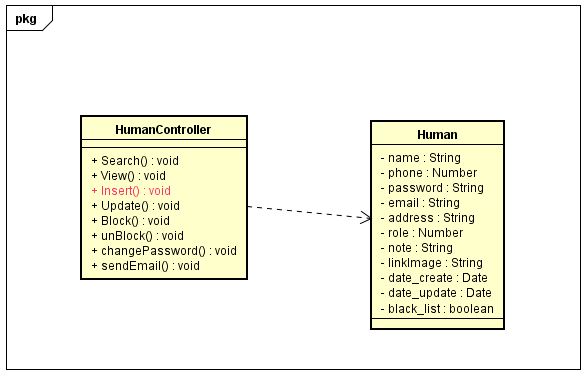 pkg
HumanController
+ Search() : void
+ View() : void
+ Insert() : void
+ Update() : void
+ Block() : void
+ unBlock() : void
+ changePassword() : void
+ sendEmail() : void
Human
- name : String
- phone : Number
- password : String
- email : String
- address : String
- role : Number
- note : String
- linkImage : String
- date_create : Date
- date_update : Date
- black_list : boolean